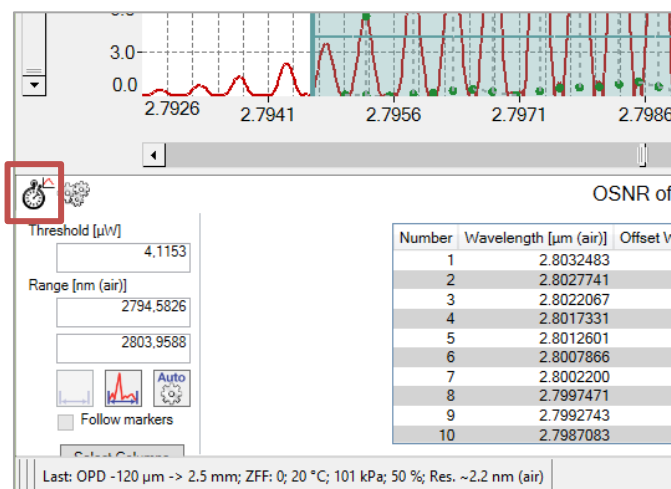 3.0
0.0
2.7926 2.7941 2.7956 2.7971 2.7986
OSNR of
Threshold [µW]
4,1153
Range [nm (air)]
2794,5826
2803,9588
Auto
Follow markers
Number Wavelength [µm (air)] Offset W
1 2.8032483
2 2.8027741
3 2.8022067
4 2.8017331
5 2.8012601
6 2.8007866
7 2.8002200
8 2.7997471
9 2.7992743
10 2.7987083
Select Columns
Last: OPD -120 µm -> 2.5 mm; ZFF: 0; 20 °C; 101 kPa; 50 %; Res. ~2.2 nm (air)